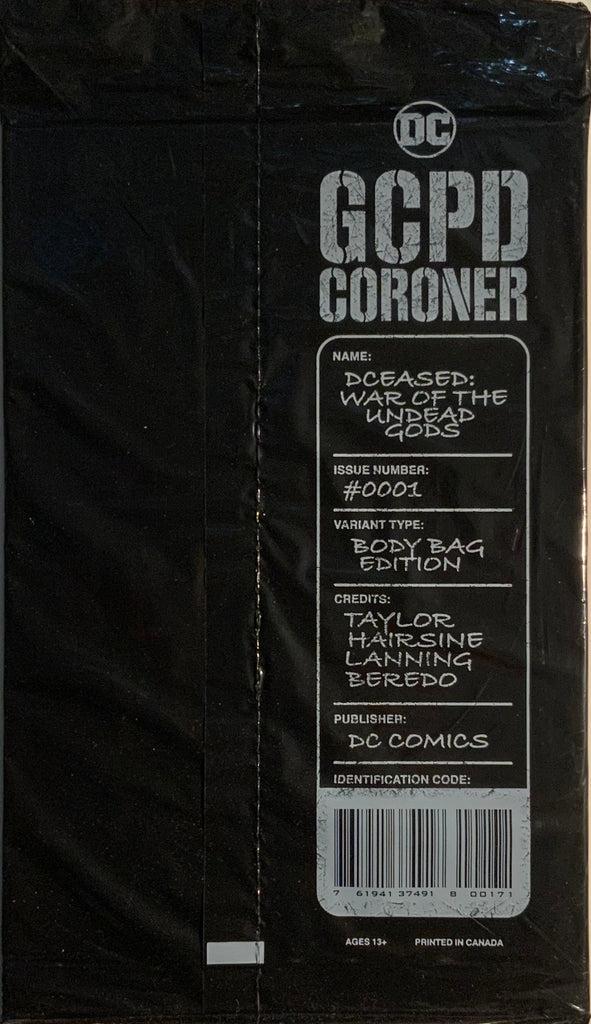 DC
GCPD
CORONER
NAME:
DCEASED:
WAR OF THE
UNDEAD
GODS
ISSUE NUMBER:
#0001
VARIANT TYPE:
BODY BAG
EDITION
CREDITS:
TAYLOR
HAIRSINE
LANNING
BEREDO
PUBLISHER:
DC COMICS
IDENTIFICATION CODE:
7 61941 37491 8 00171
AGES 13+ PRINTED IN CANADA